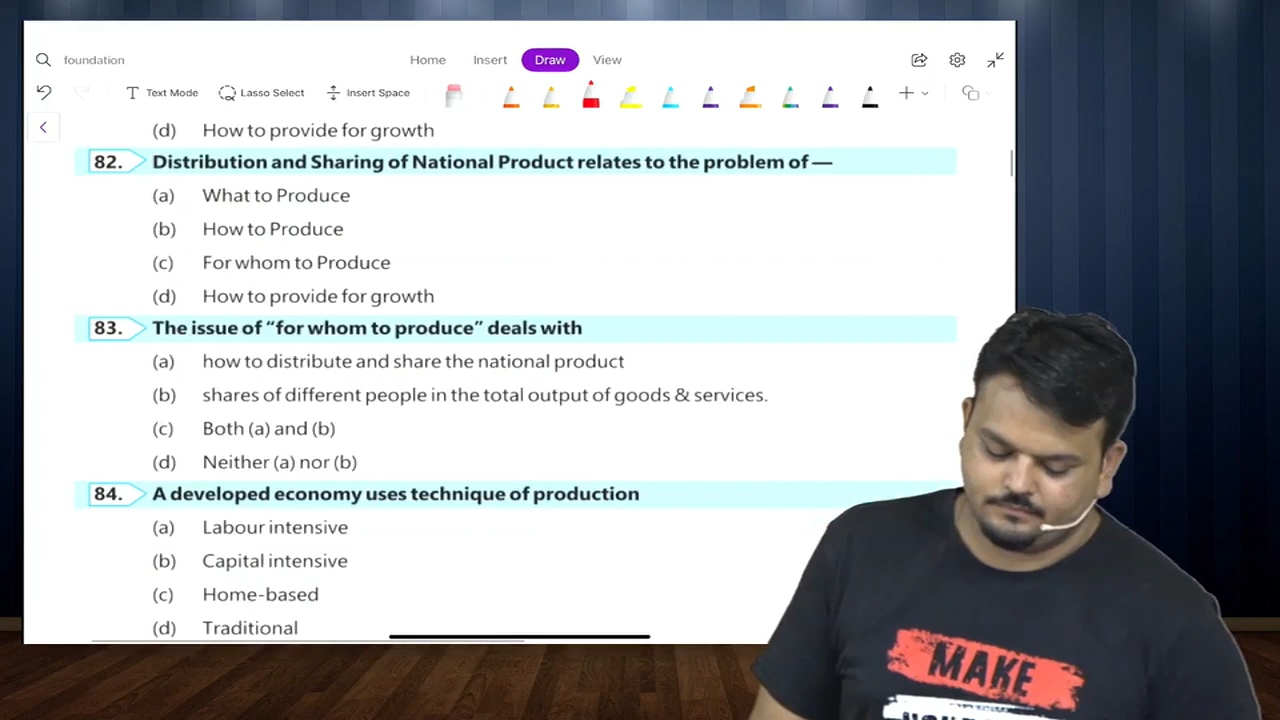 foundation
Home Insert Draw View
Text Mode Lasso Select Insert Space
(d) How to provide for growth
82. Distribution and Sharing of National Product relates to the problem of —
(a) What to Produce
(b) How to Produce
(c) For whom to Produce
(d) How to provide for growth
83. The issue of “for whom to produce” deals with
(a) how to distribute and share the national product
(b) shares of different people in the total output of goods & services.
(c) Both (a) and (b)
(d) Neither (a) nor (b)
84. A developed economy uses technique of production
(a) Labour intensive
(b) Capital intensive
(c) Home-based
(d) Traditional
MAKE